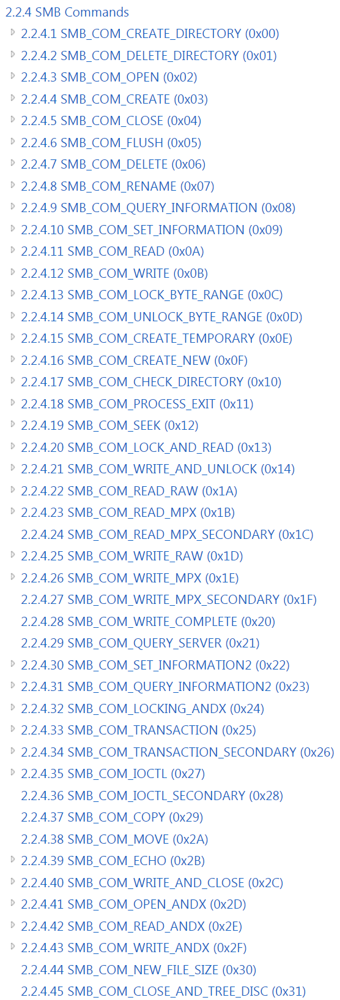 2.2.4 SMB Commands
2.2.4.1 SMB_COM_CREATE_DIRECTORY (0x00)
2.2.4.2 SMB_COM_DELETE_DIRECTORY (0x01)
2.2.4.3 SMB_COM_OPEN (0x02)
2.2.4.4 SMB_COM_CREATE (0x03)
2.2.4.5 SMB_COM_CLOSE (0x04)
2.2.4.6 SMB_COM_FLUSH (0x05)
2.2.4.7 SMB_COM_DELETE (0x06)
2.2.4.8 SMB_COM_RENAME (0x07)
2.2.4.9 SMB_COM_QUERY_INFORMATION (0x08)
2.2.4.10 SMB_COM_SET_INFORMATION (0x09)
2.2.4.11 SMB_COM_READ (0x0A)
2.2.4.12 SMB_COM_WRITE (0x0B)
2.2.4.13 SMB_COM_LOCK_BYTE_RANGE (0x0C)
2.2.4.14 SMB_COM_UNLOCK_BYTE_RANGE (0x0D)
2.2.4.15 SMB_COM_CREATE_TEMPORARY (0x0E)
2.2.4.16 SMB_COM_CREATE_NEW (0x0F)
2.2.4.17 SMB_COM_CHECK_DIRECTORY (0x10)
2.2.4.18 SMB_COM_PROCESS_EXIT (0x11)
2.2.4.19 SMB_COM_SEEK (0x12)
2.2.4.20 SMB_COM_LOCK_AND_READ (0x13)
2.2.4.21 SMB_COM_WRITE_AND_UNLOCK (0x14)
2.2.4.22 SMB_COM_READ_RAW (0x1A)
2.2.4.23 SMB_COM_READ_MPX (0x1B)
2.2.4.24 SMB_COM_READ_MPX_SECONDARY (0x1C)
2.2.4.25 SMB_COM_WRITE_RAW (0x1D)
2.2.4.26 SMB_COM_WRITE_MPX (0x1E)
2.2.4.27 SMB_COM_WRITE_MPX_SECONDARY (0x1F)
2.2.4.28 SMB_COM_WRITE_COMPLETE (0x20)
2.2.4.29 SMB_COM_QUERY_SERVER (0x21)
2.2.4.30 SMB_COM_SET_INFORMATION2 (0x22)
2.2.4.31 SMB_COM_QUERY_INFORMATION2 (0x23)
2.2.4.32 SMB_COM_LOCKING_ANDX (0x24)
2.2.4.33 SMB_COM_TRANSACTION (0x25)
2.2.4.34 SMB_COM_TRANSACTION_SECONDARY (0x26)
2.2.4.35 SMB_COM_IOCTL (0x27)
2.2.4.36 SMB_COM_IOCTL_SECONDARY (0x28)
2.2.4.37 SMB_COM_COPY (0x29)
2.2.4.38 SMB_COM_MOVE (0x2A)
2.2.4.39 SMB_COM_ECHO (0x2B)
2.2.4.40 SMB_COM_WRITE_AND_CLOSE (0x2C)
2.2.4.41 SMB_COM_OPEN_ANDX (0x2D)
2.2.4.42 SMB_COM_READ_ANDX (0x2E)
2.2.4.43 SMB_COM_WRITE_ANDX (0x2F)
2.2.4.44 SMB_COM_NEW_FILE_SIZE (0x30)
2.2.4.45 SMB_COM_CLOSE_AND_TREE_DISC (0x31)